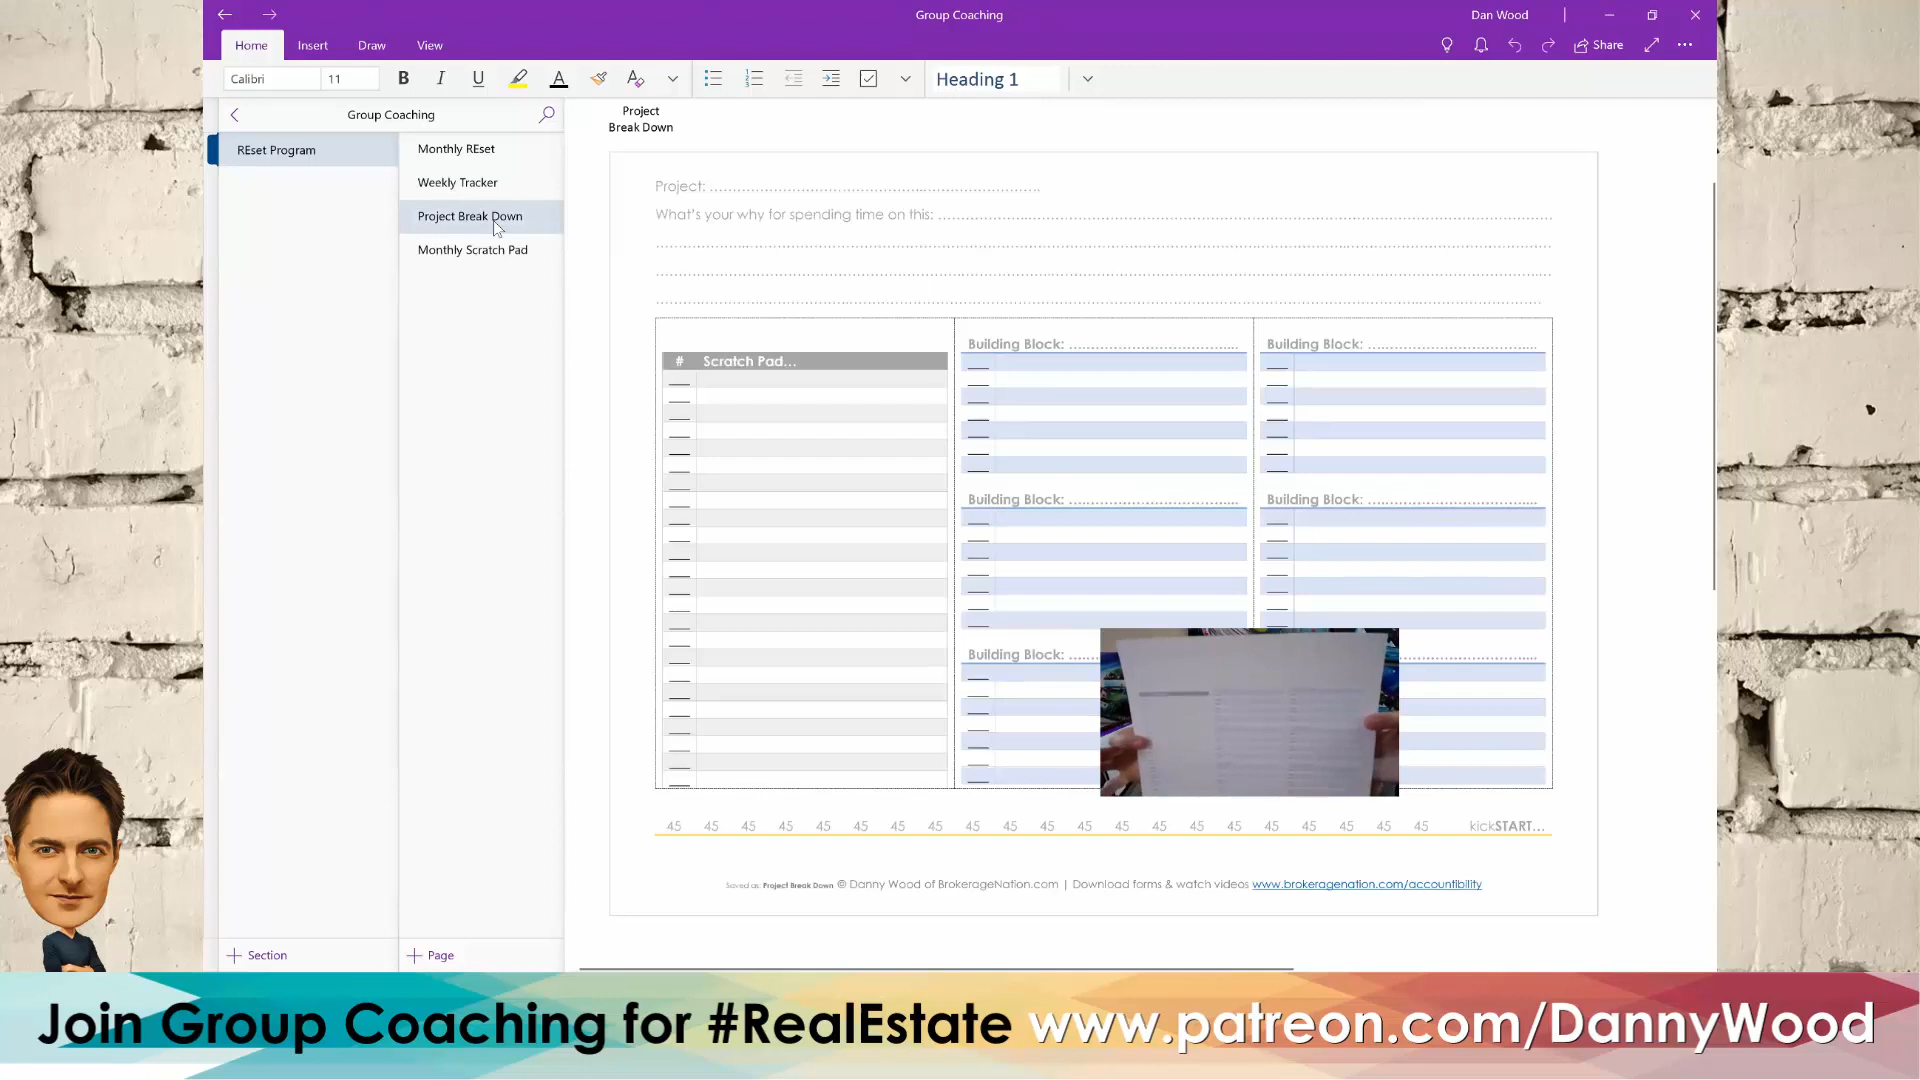 Group Coaching
Dan Wood
Home Insert Draw View
Share
Calibri 11 B I U A Heading 1
Group Coaching
REset Program
Monthly REset
Weekly Tracker
Project Break Down
Monthly Scratch Pad
Section
Page
Project
Break Down
Project: ……………………………………………………………
What's your why for spending time on this: ……………………………………………………………
# Scratch Pad…
Building Block: ……………………………
Building Block: ……………………………
Building Block: ……………………………
Building Block: ……………………………
Building Block: ……
45 45 45 45 45 45 45 45 45 45 45 45 45 45 45 45 45 45 45 45 45 kickSTART…
Saved as: Project Break Down © Danny Wood of BrokerageNation.com | Download forms & watch videos www.brokeragenation.com/accountibility
Join Group Coaching for #RealEstate www.patreon.com/DannyWood